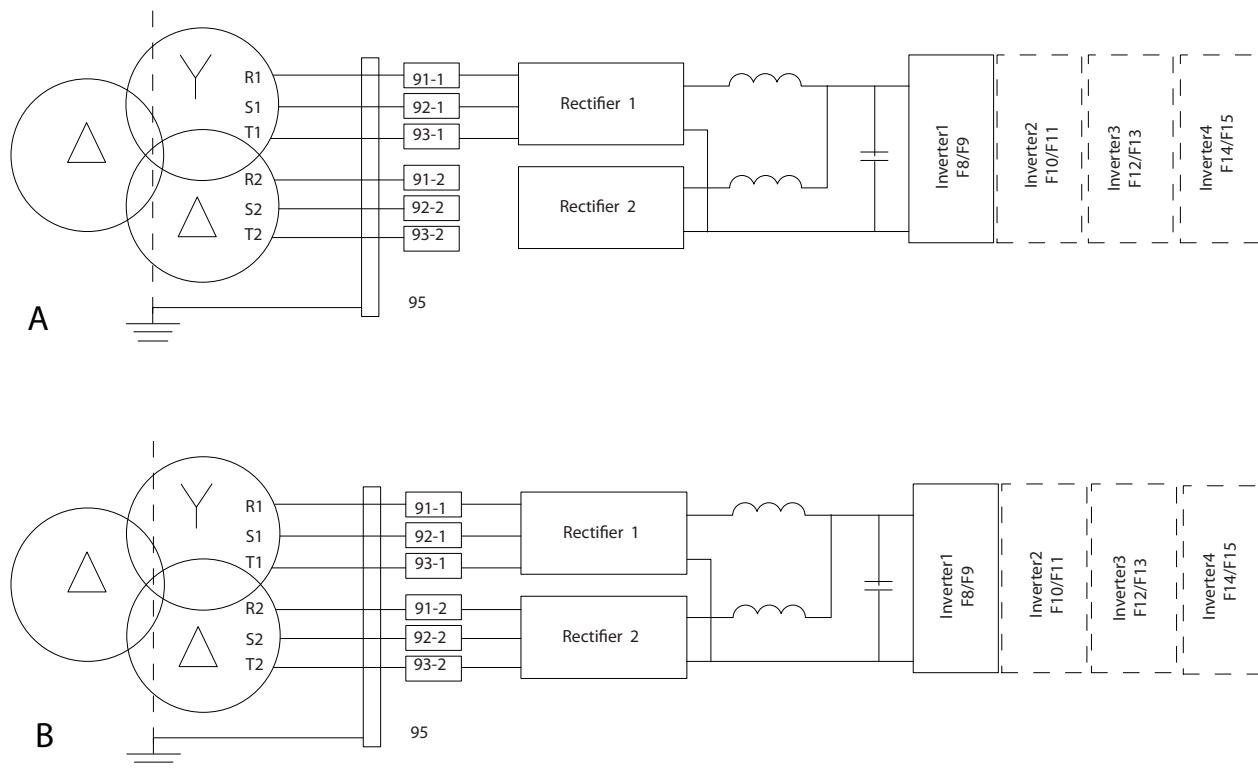 R1
91-1
S1
92-1
Rectifier 1
T1
93-1
R2
91-2
S2
92-2
Rectifier 2
T2
93-2
Inverter1
F8/F9
Inverter2
F10/F11
Inverter3
F12/F13
Inverter4
F14/F15
95
A
R1
91-1
S1
92-1
Rectifier 1
T1
93-1
R2
91-2
S2
92-2
Rectifier 2
T2
93-2
Inverter1
F8/F9
Inverter2
F10/F11
Inverter3
F12/F13
Inverter4
F14/F15
95
B